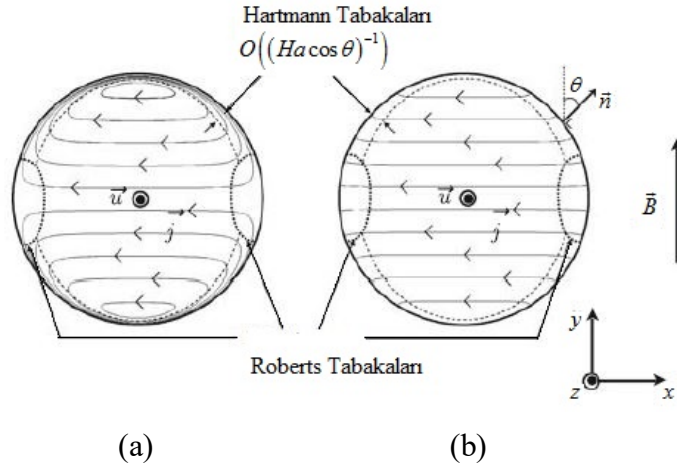 Hartmann Tabakaları
O((Ha cos θ)⁻¹)
θ
n⃗
u⃗
j⃗
u⃗
j⃗
B⃗
y
z
x
Roberts Tabakaları
(a)
(b)